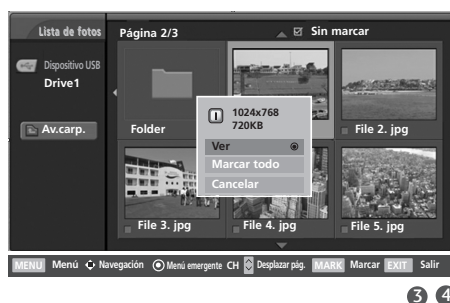 Lista de fotos
Página 2/3
Sin marcar
Dispositivo USB
Drive1
Av.carp.
Folder
1024x768
720KB
Ver
Marcar todo
Cancelar
File 2. jpg
File 3. jpg
File 4. jpg
File 5. jpg
MENU Menú Navegación Menú emergente CH Desplazar pág. MARK Marcar EXIT Salir
3 4